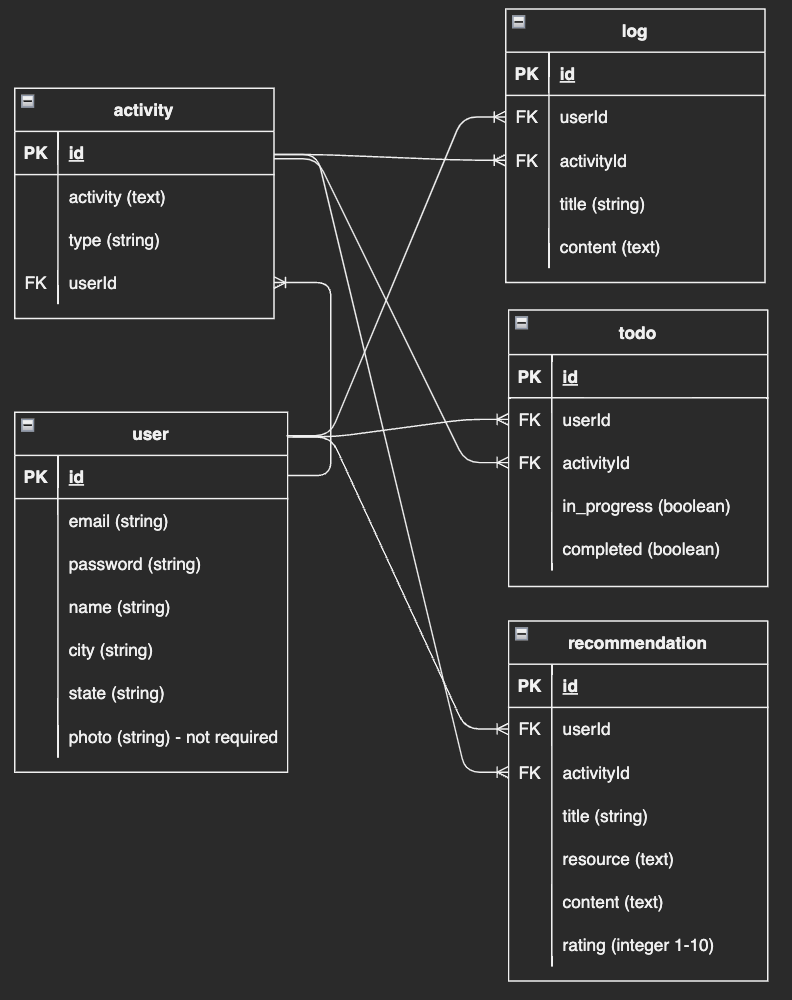 activity
PK id
activity (text)
type (string)
FK userId
user
PK id
email (string)
password (string)
name (string)
city (string)
state (string)
photo (string) - not required
log
PK id
FK userId
FK activityId
title (string)
content (text)
todo
PK id
FK userId
FK activityId
in_progress (boolean)
completed (boolean)
recommendation
PK id
FK userId
FK activityId
title (string)
resource (text)
content (text)
rating (integer 1-10)